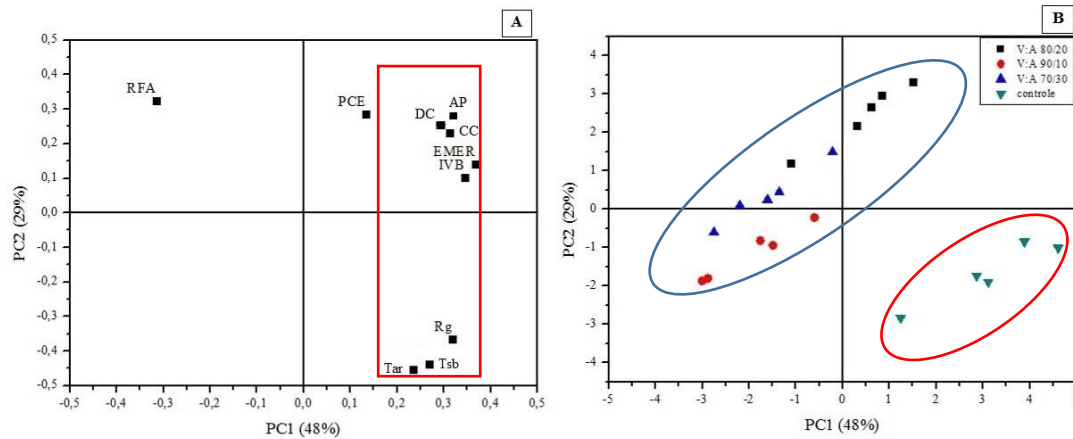 A
0,5
0,4
0,3
0,2
0,1
0,0
-0,1
-0,2
-0,3
-0,4
-0,5
PC2 (29%)
RFA
PCE
DC
AP
CC
EMER
IVB
Rg
Tar
Tsb
-0,5 -0,4 -0,3 -0,2 -0,1 0,0 0,1 0,2 0,3 0,4 0,5
PC1 (48%)
B
V:A 80/20
V:A 90/10
V:A 70/30
controle
4
3
2
1
0
-1
-2
-3
-4
PC2 (29%)
-5 -4 -3 -2 -1 0 1 2 3 4 5
PC1 (48%)